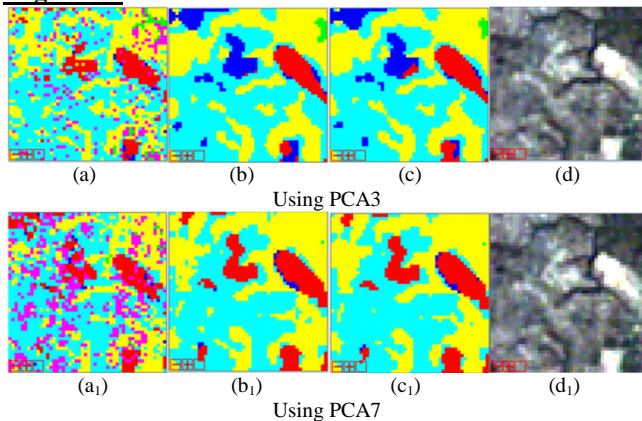 (a) (b) (c) (d)
Using PCA3
(a₁) (b₁) (c₁) (d₁)
Using PCA7